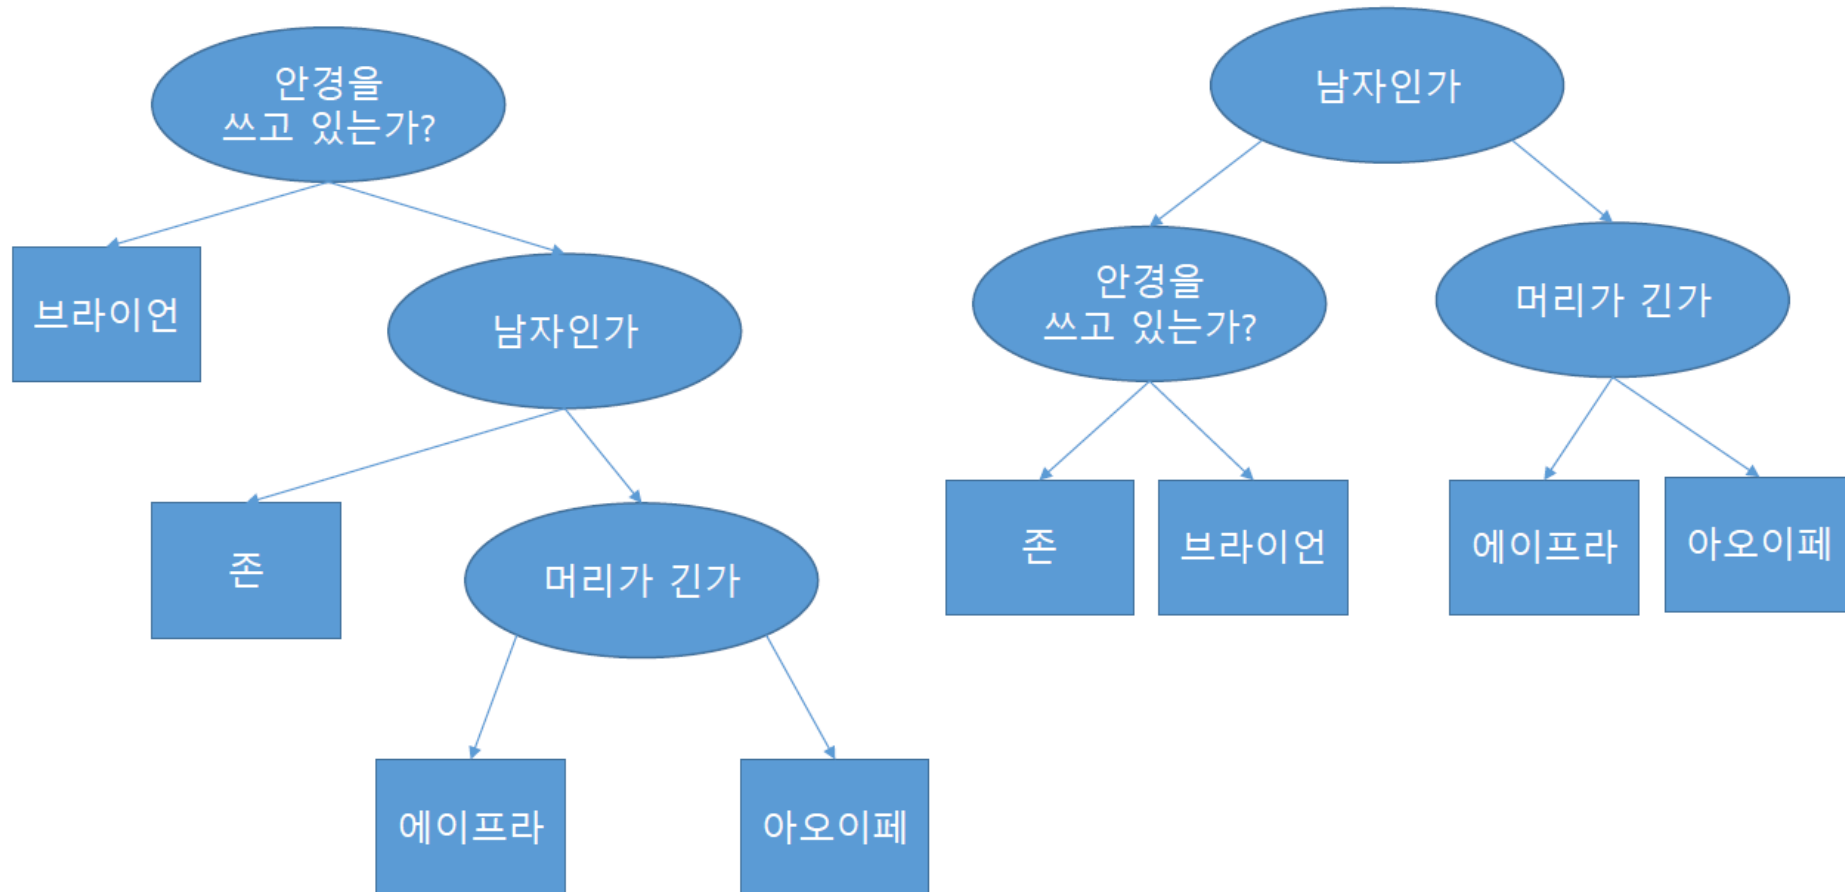 안경을
쓰고 있는가?
브라이언
남자인가
존
머리가 긴가
에이프라
아오이페
남자인가
안경을
쓰고 있는가?
머리가 긴가
존
브라이언
에이프라
아오이페